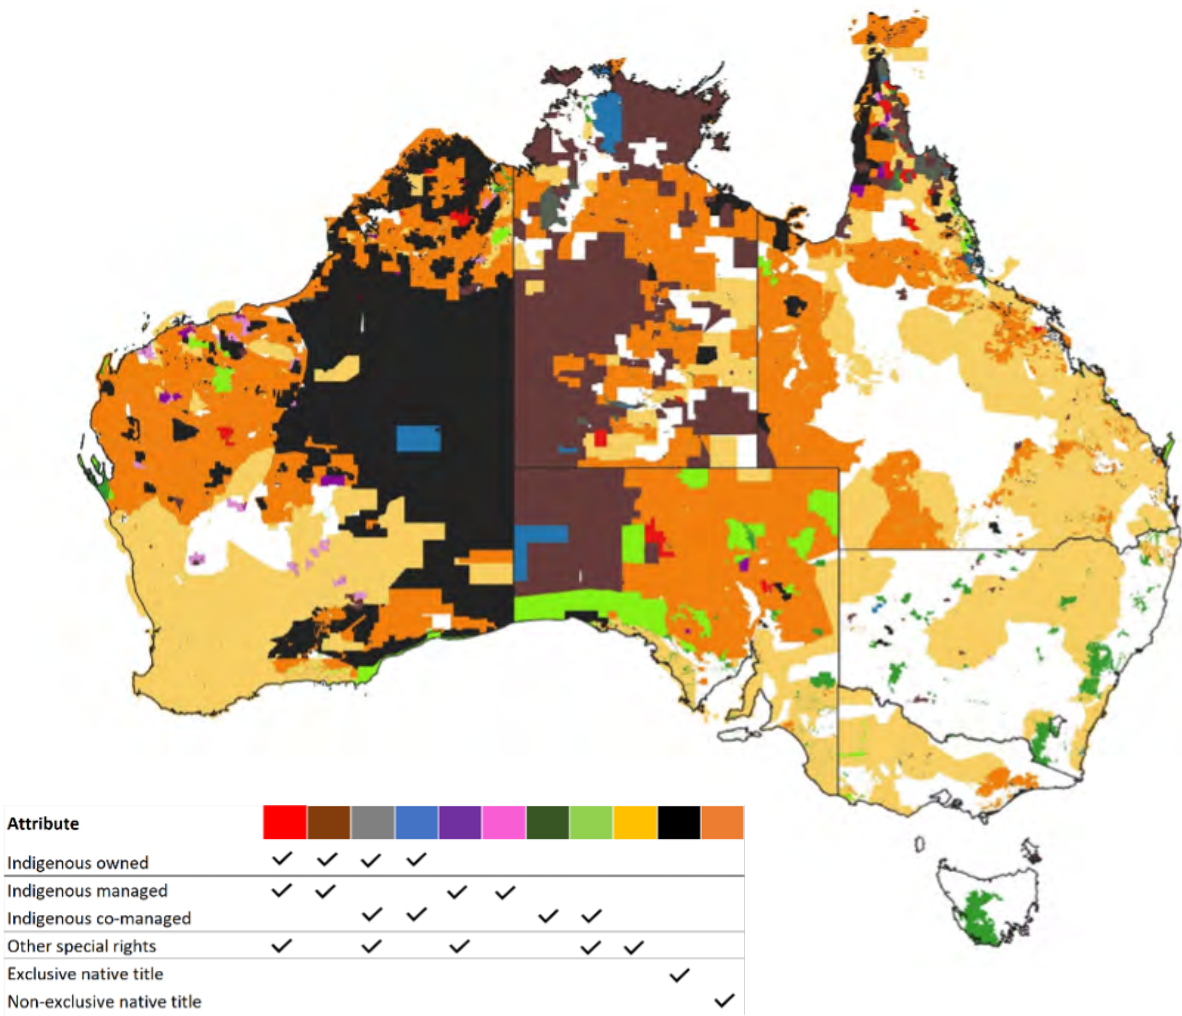 Attribute
Indigenous owned
Indigenous managed
Indigenous co-managed
Other special rights
Exclusive native title
Non-exclusive native title